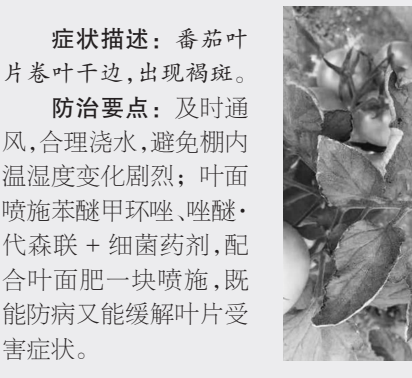 症状描述：番茄叶
片卷叶干边，出现褐斑。
防治要点：及时通
风，合理浇水，避免棚内
温湿度变化剧烈；叶面
喷施苯醚甲环唑、唑醚·
代森联 + 细菌药剂，配
合叶面肥一块喷施，既
能防病又能缓解叶片受
害症状。